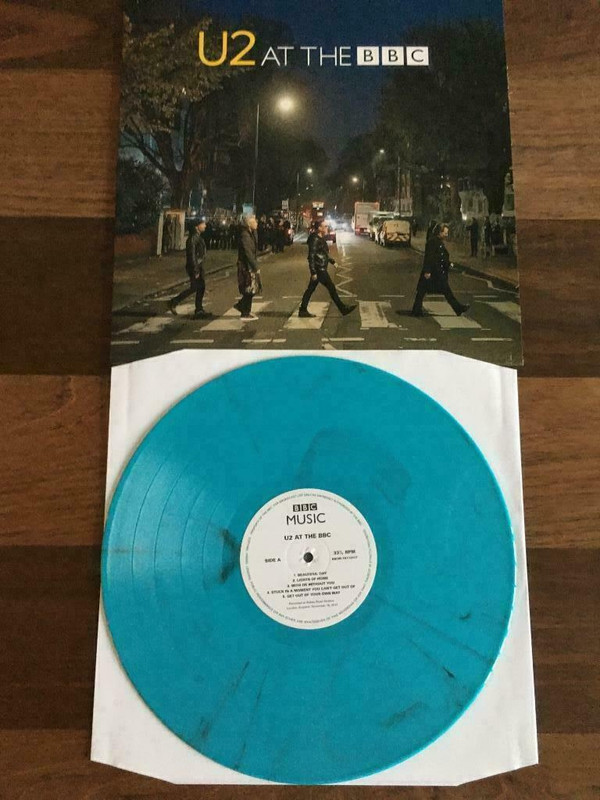 U2 AT THE BBC
BBC
MUSIC
U2 AT THE BBC
SIDE A
33⅓ RPM
1. BEAUTIFUL DAY
2. LIGHTS OF HOME
3. WITH OR WITHOUT YOU
4. STUCK IN A MOMENT YOU CAN'T GET OUT OF
5. GET OUT OF YOUR OWN WAY